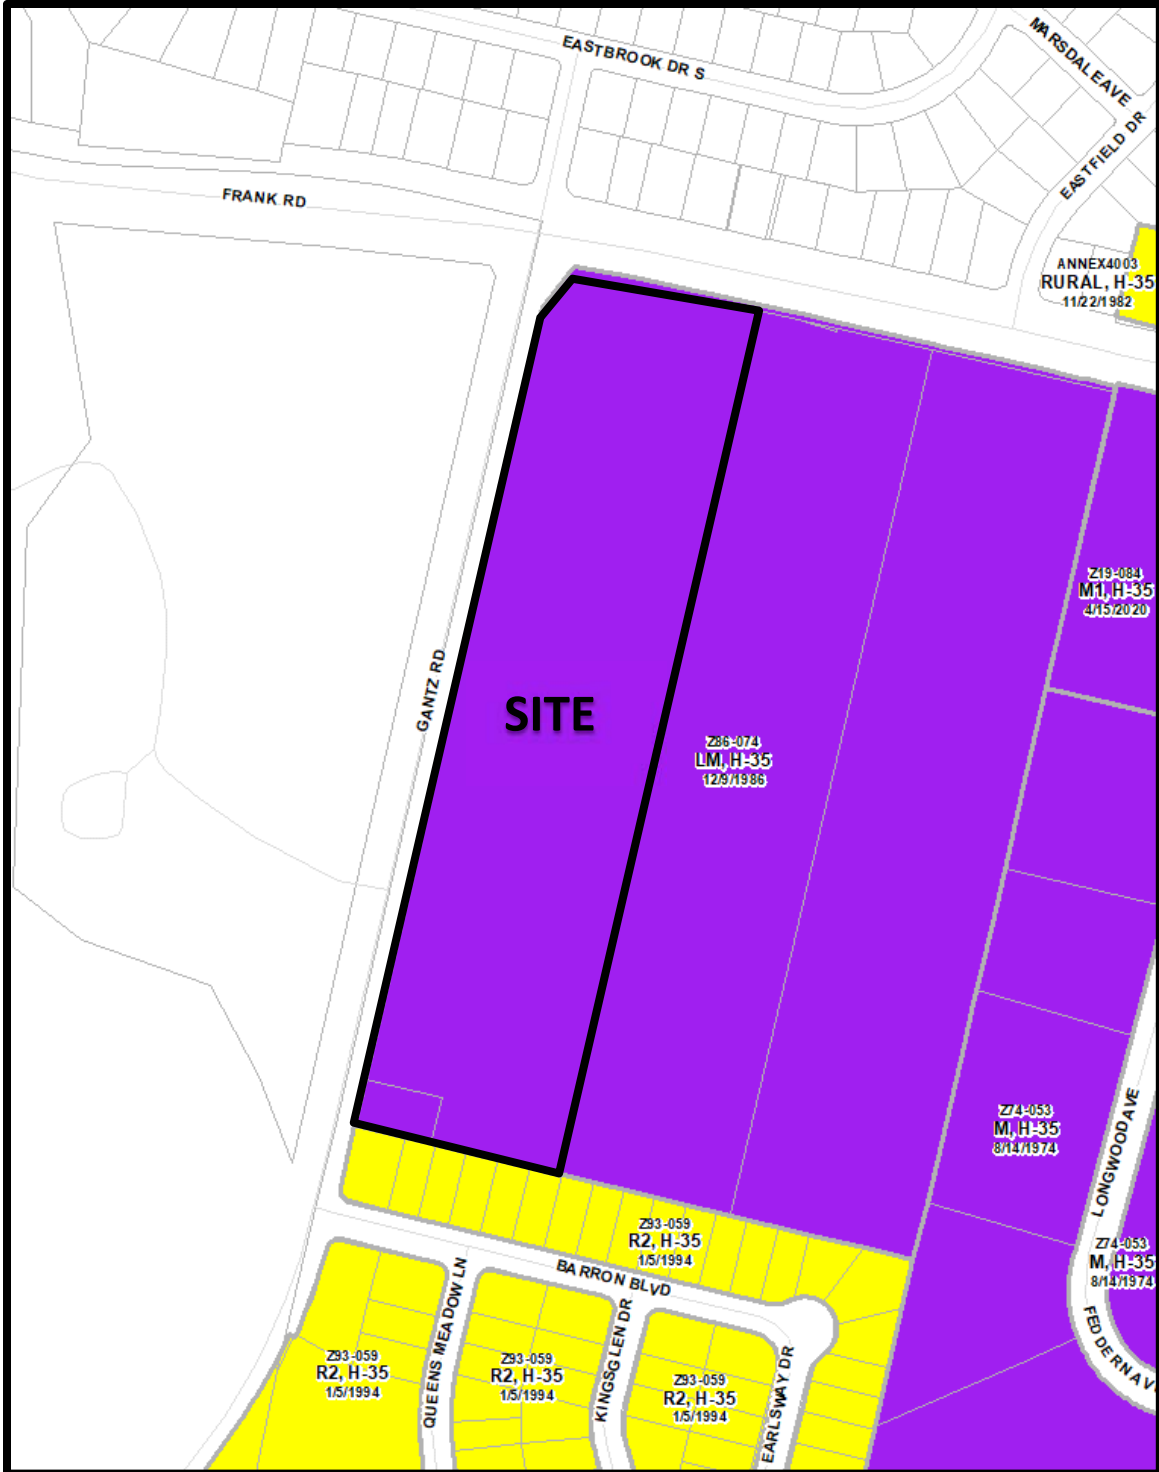 EASTBROOK DR S
MARSDALE AVE
EASTFIELD DR
FRANK RD
ANNEX4003
RURAL, H-35
11/22/1982
Z19-084
M1, H-35
4/15/2020
GANTZ RD
SITE
Z86-074
LM, H-35
12/9/1986
Z74-053
M, H-35
8/14/1974
LONGWOOD AVE
Z93-059
R2, H-35
1/5/1994
Z74-053
M, H-35
8/14/1974
BARRON BLVD
QUEENS MEADOW LN
KINGSGLEN DR
EARLSWAY DR
FEDDERN AV
Z93-059
R2, H-35
1/5/1994
Z93-059
R2, H-35
1/5/1994
Z93-059
R2, H-35
1/5/1994